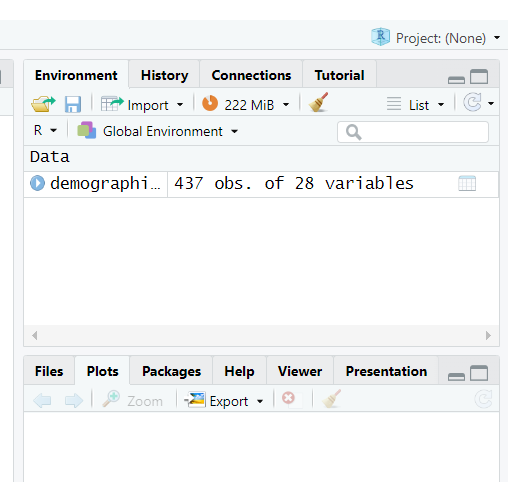 Project: (None)
Environment History Connections Tutorial
Import 222 MiB List
R Global Environment
Data
demographi... 437 obs. of 28 variables
Files Plots Packages Help Viewer Presentation
Zoom Export